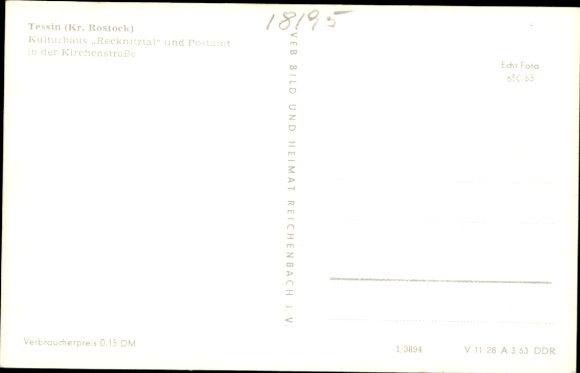 18195
Tessin (Kr. Rostock)
Kulturhaus „Recknitztal" und Postamt
in der Kirchenstraße
VEB BILD UND HEIMAT REICHENBACH I. V.
Echt Foto
Verbraucherpreis 0,15 DM
1/3894
V 11 28 A 3 63 DDR